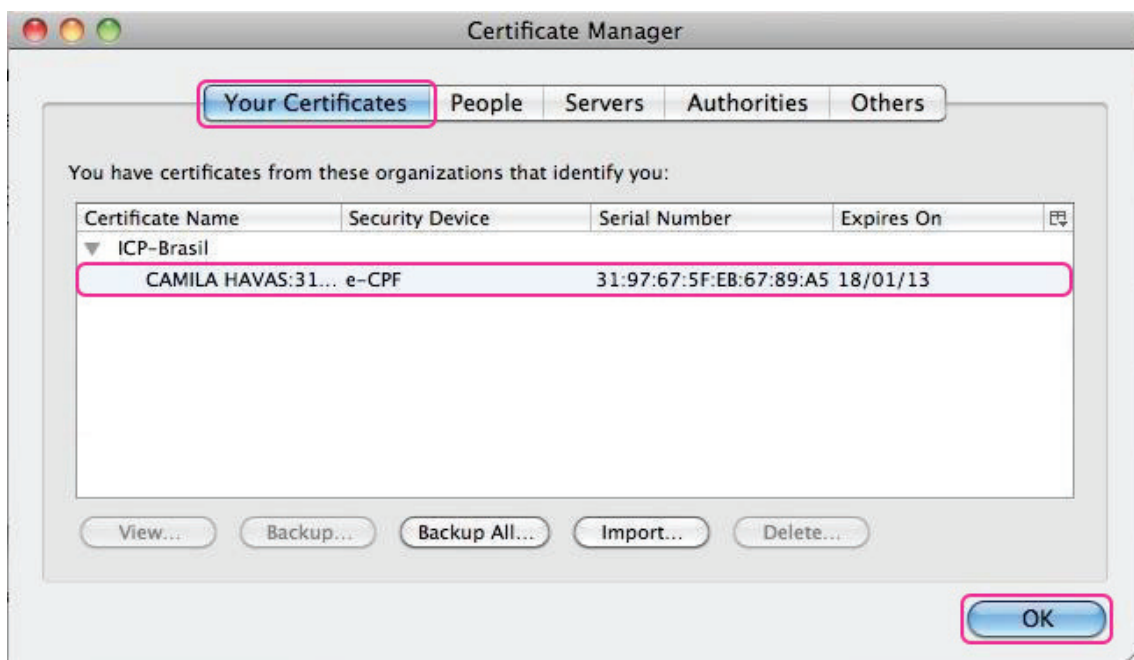 Certificate Manager
Your Certificates People Servers Authorities Others
You have certificates from these organizations that identify you:
Certificate Name Security Device Serial Number Expires On
ICP-Brasil
CAMILA HAVAS:31... e-CPF 31:97:67:5F:EB:67:89:A5 18/01/13
View... Backup... Backup All... Import... Delete...
OK